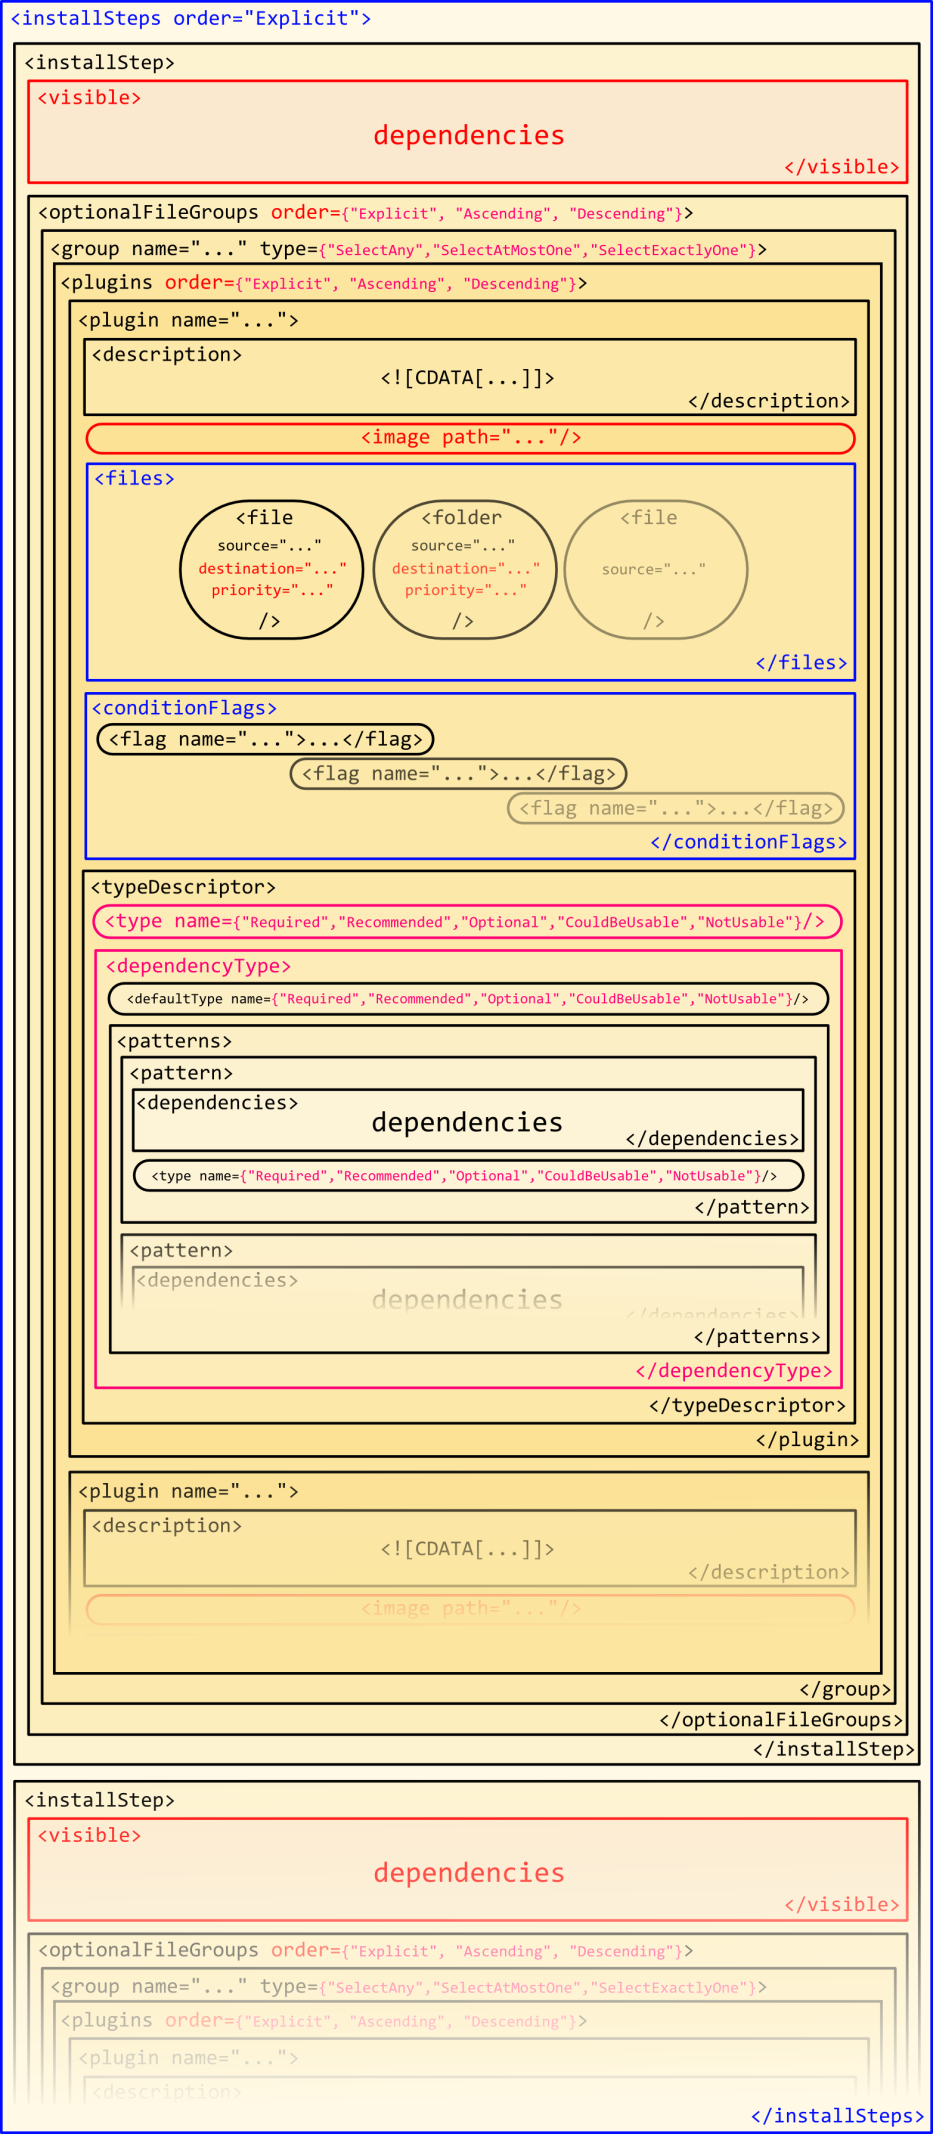 <installSteps order="Explicit">
<installStep>
<visible>
dependencies
</visible>
<optionalFileGroups order={"Explicit", "Ascending", "Descending"}>
<group name="..." type={"SelectAny","SelectAtMostOne","SelectExactlyOne"}>
<plugins order={"Explicit", "Ascending", "Descending"}>
<plugin name="...">
<description>
<![CDATA[...]]>
</description>
<image path="..."/>
<files>
<file
source="..."
destination="..."
priority="..."
/>
<folder
source="..."
destination="..."
priority="..."
/>
<file
source="..."
/>
</files>
<conditionFlags>
<flag name="...">...</flag>
<flag name="...">...</flag>
<flag name="...">...</flag>
</conditionFlags>
<typeDescriptor>
<type name={"Required","Recommended","Optional","CouldBeUsable","NotUsable"}/>
<dependencyType>
<defaultType name={"Required","Recommended","Optional","CouldBeUsable","NotUsable"}/>
<patterns>
<pattern>
<dependencies>
dependencies
</dependencies>
<type name={"Required","Recommended","Optional","CouldBeUsable","NotUsable"}/>
</pattern>
<pattern>
<dependencies>
dependencies
</dependencies>
</patterns>
</dependencyType>
</typeDescriptor>
</plugin>
<plugin name="...">
<description>
<![CDATA[...]]>
</description>
<image path="..."/>
</group>
</optionalFileGroups>
</installStep>
<installStep>
<visible>
dependencies
</visible>
<optionalFileGroups order={"Explicit", "Ascending", "Descending"}>
<group name="..." type={"SelectAny","SelectAtMostOne","SelectExactlyOne"}>
<plugins order={"Explicit", "Ascending", "Descending"}>
<plugin name="...">
<description>
</installSteps>